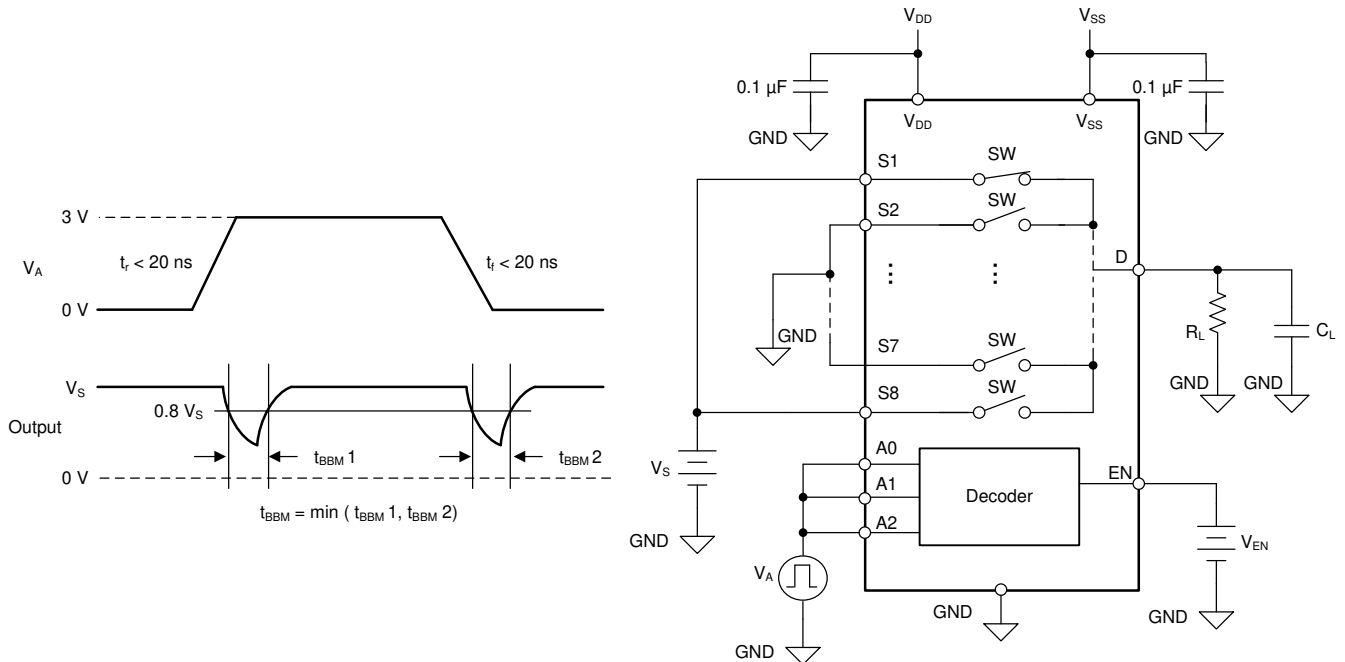 3 V
V_A
t_r < 20 ns
t_f < 20 ns
0 V
V_S
0.8 V_S
Output
t_BBM 1
t_BBM 2
0 V
t_BBM = min ( t_BBM 1, t_BBM 2)
V_DD
V_SS
0.1 µF
0.1 µF
GND
V_DD
V_SS
GND
S1
SW
S2
SW
D
GND
S7
SW
R_L
C_L
S8
SW
GND
GND
V_S
A0
A1
Decoder
EN
A2
GND
V_EN
V_A
GND
GND
GND